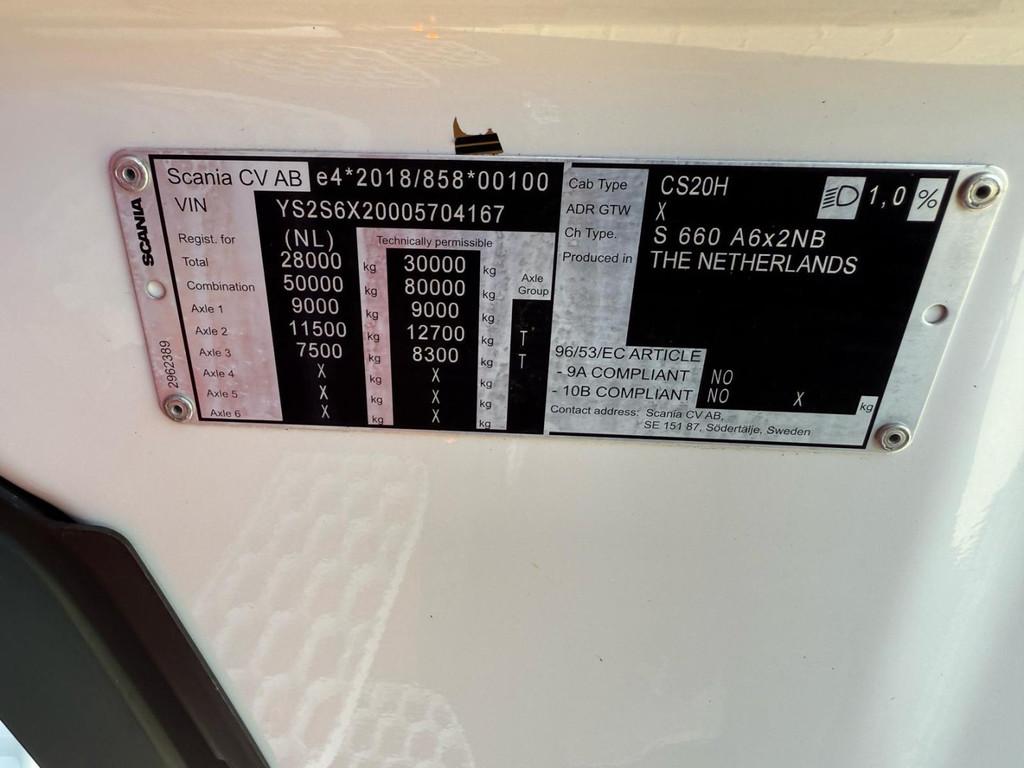 SCANIA
2962389
Scania CV AB e4*2018/858*00100
VIN YS2S6X20005704167
Regist. for (NL) Technically permissible
Total 28000 kg 30000 kg Axle Group
Combination 50000 kg 80000 kg
Axle 1 9000 kg 9000 kg
Axle 2 11500 kg 12700 kg T
Axle 3 7500 kg 8300 kg T
Axle 4 X kg X kg
Axle 5 X kg X kg
Axle 6 X kg X kg
Cab Type CS20H 1,0 %
ADR GTW X
Ch Type. S 660 A6x2NB
Produced in THE NETHERLANDS
96/53/EC ARTICLE
- 9A COMPLIANT NO
- 10B COMPLIANT NO X kg
Contact address: Scania CV AB,
SE 151 87, Södertälje, Sweden